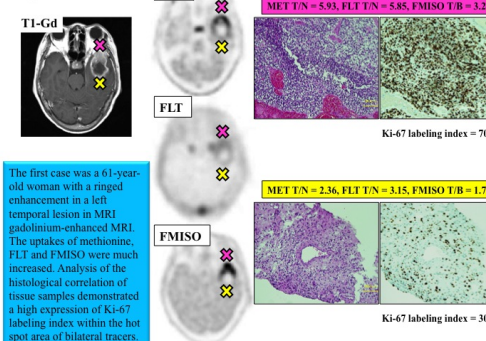 MET T/N = 5.93, FLT T/N = 5.85, FMISO T/B = 3.2
T1-Gd
Ki-67 labeling index = 70
FLT
The first case was a 61-year-
old woman with a ringed
enhancement in a left
temporal lesion in MRI
gadolinium-enhanced MRI.
The uptakes of methionine,
FLT and FMISO were much
increased. Analysis of the
histological correlation of
tissue samples demonstrated
a high expression of Ki-67
labeling index within the hot
spot area of bilateral tracers.
MET T/N = 2.36, FLT T/N = 3.15, FMISO T/B = 1.7
FMISO
Ki-67 labeling index = 30